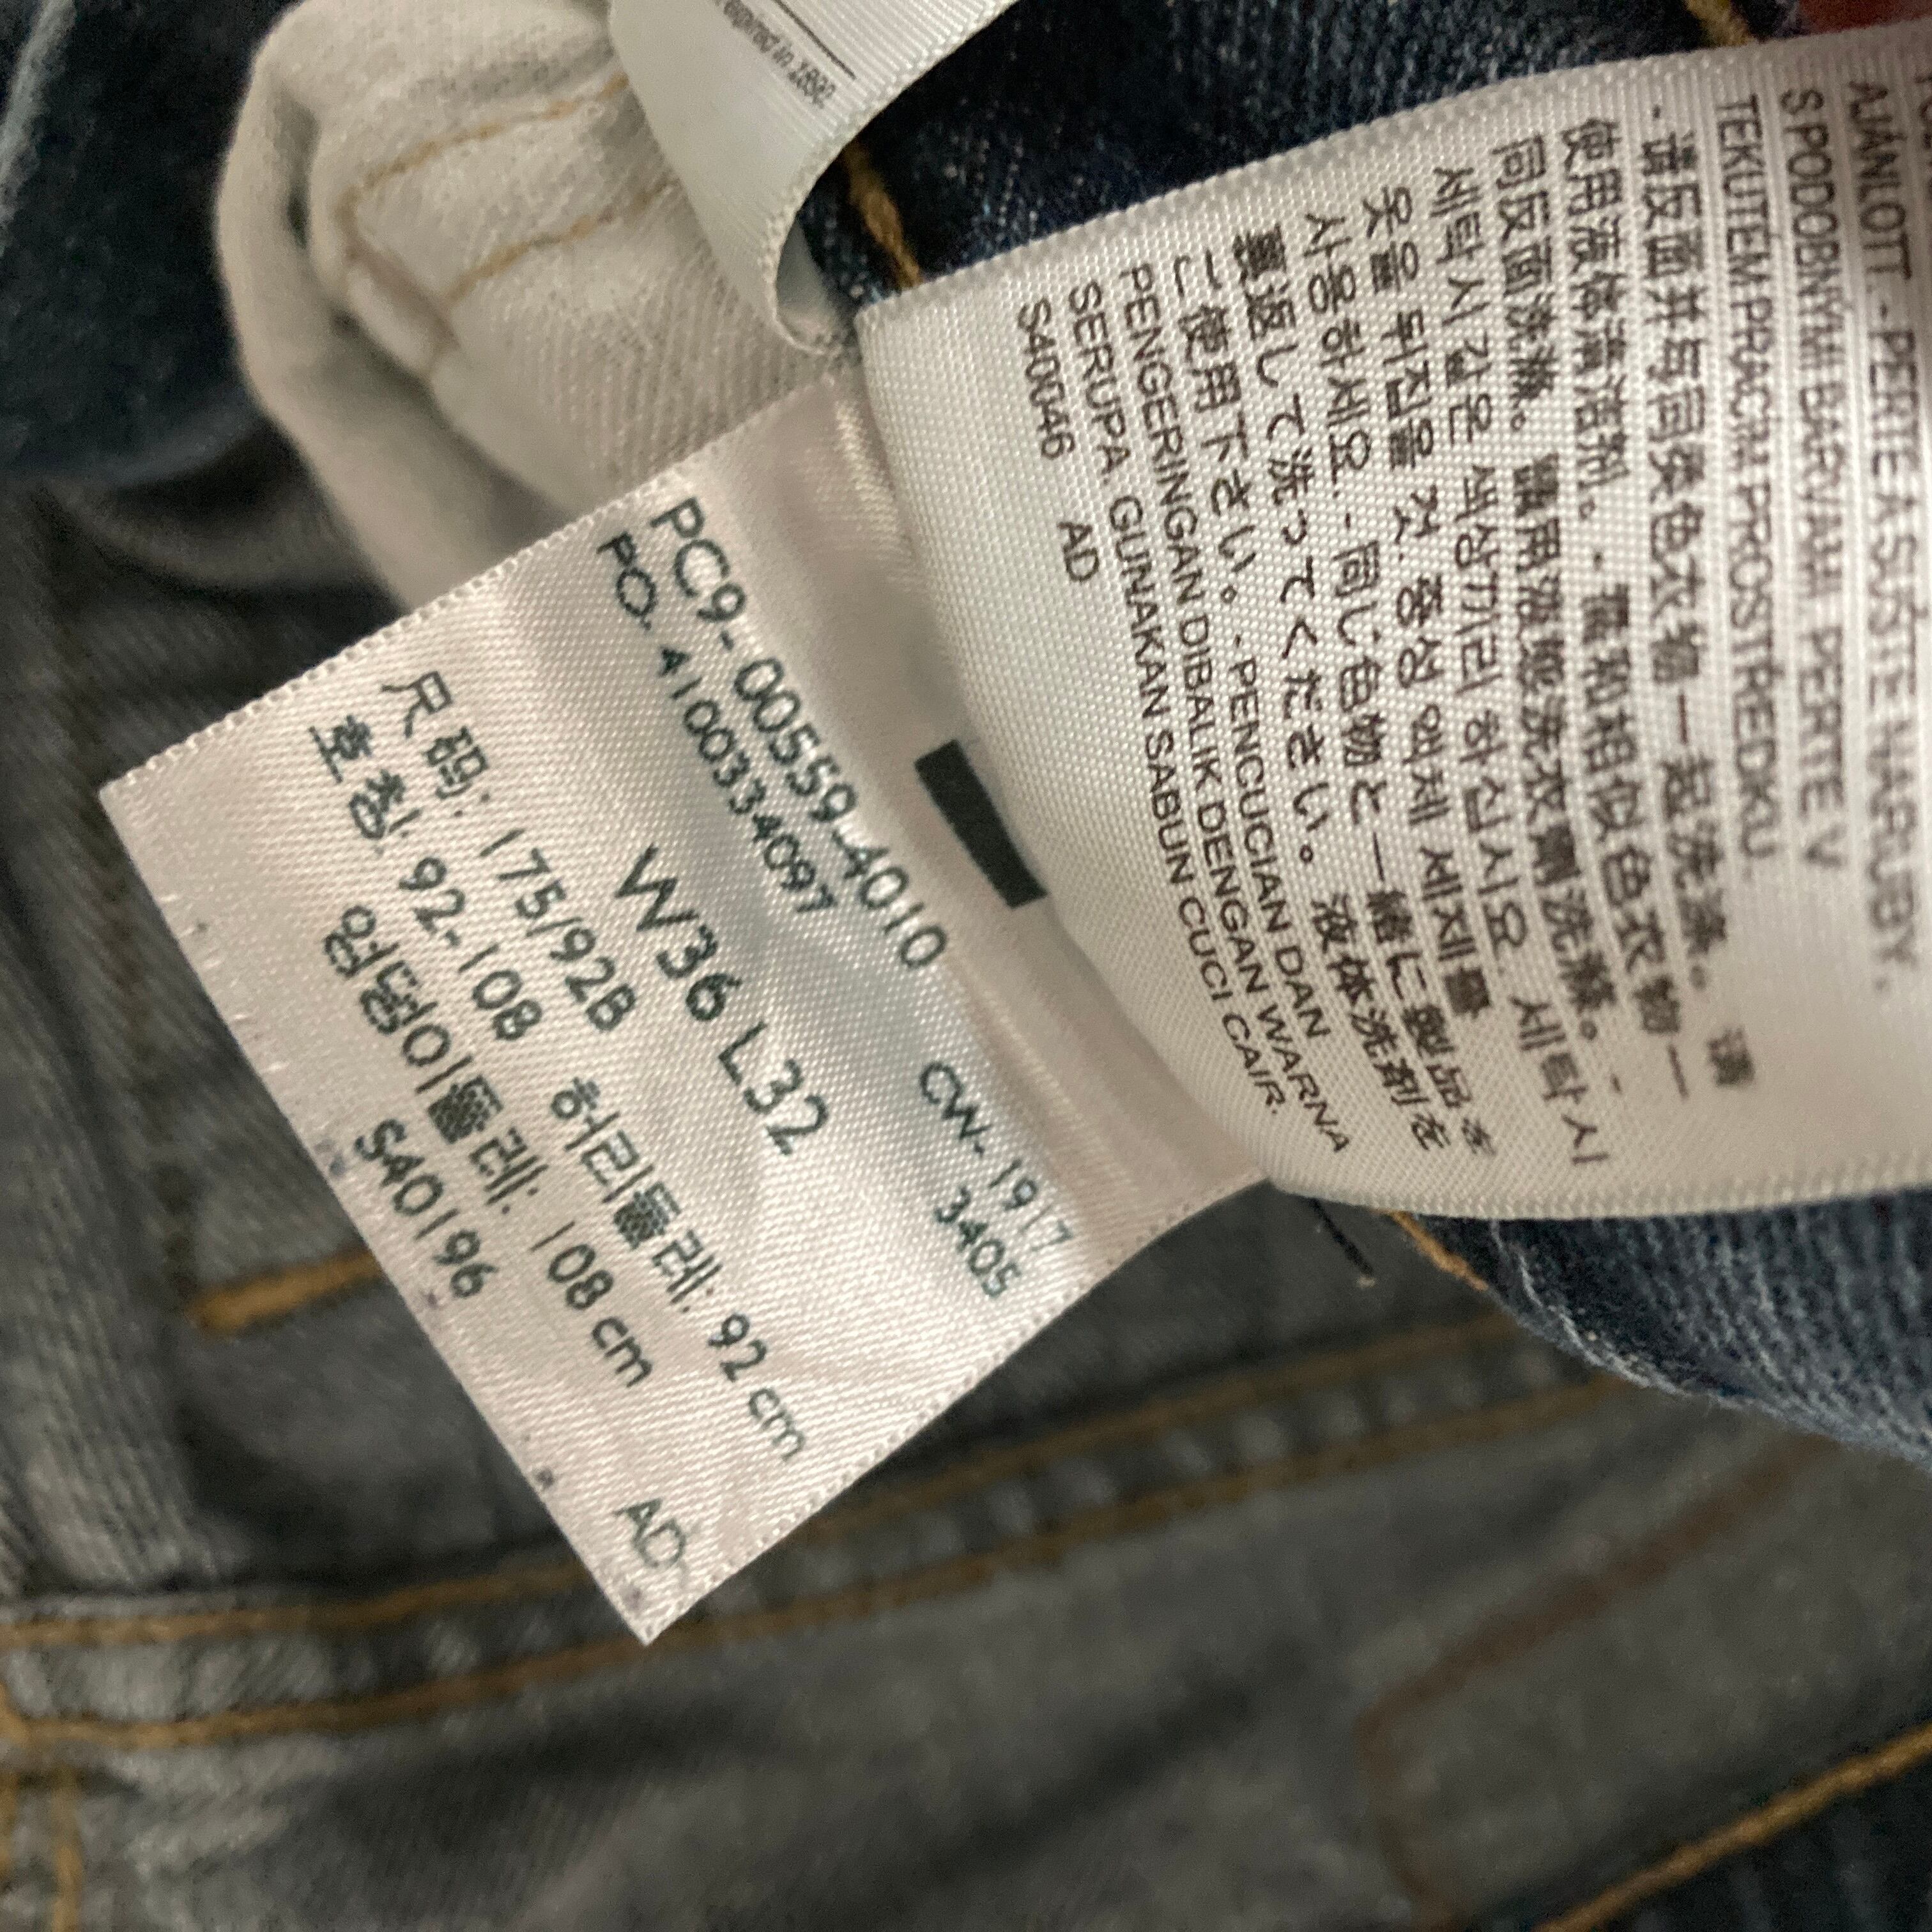 PC9-00559-4010
PO. 4100334097
CW-1917
3405
W36 L32
尺码: 175/92B
호칭. 92-108 허리둘레: 92 cm
엉덩이둘레: 108 cm
S40196 AD
AJÁNLOTT. - PERTE A SUŠTE NARUBY.
S PODOBNÝMI BARVAMI. PERTE V
TEKUTÉM PRACÍM PROSTŘEDKU
- 请反面并与同类色衣物一起洗涤。 请
使用液体清洁剂。 - 需和相似色衣物一
同反面洗滌。 請用溫和洗衣劑洗滌。 -
세탁 시 같은 색상끼리 하십시오. 세탁 시
옷을 뒤집을 것. 중성 액체 세제를
사용하세요. - 同じ色物と一緒に製品を
裏返して洗ってください。 液体洗剤を
ご使用下さい。 - PENCUCIAN DAN
PENGERINGAN DIBALIK DENGAN WARNA
SERUPA. GUNAKAN SABUN CUCI CAIR.
S40046 AD